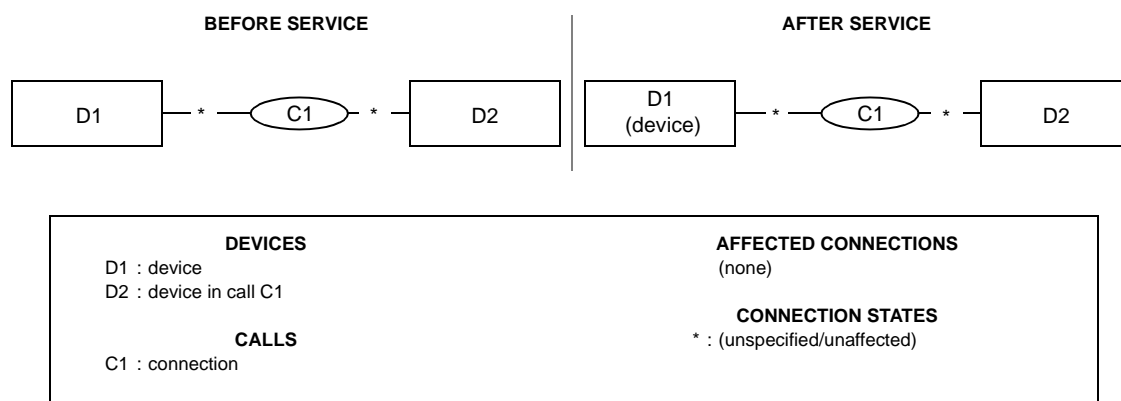 BEFORE SERVICE
AFTER SERVICE
D1
*
C1
*
D2
D1
(device)
*
C1
*
D2
DEVICES
D1 : device
D2 : device in call C1
CALLS
C1 : connection
AFFECTED CONNECTIONS
(none)
CONNECTION STATES
* : (unspecified/unaffected)